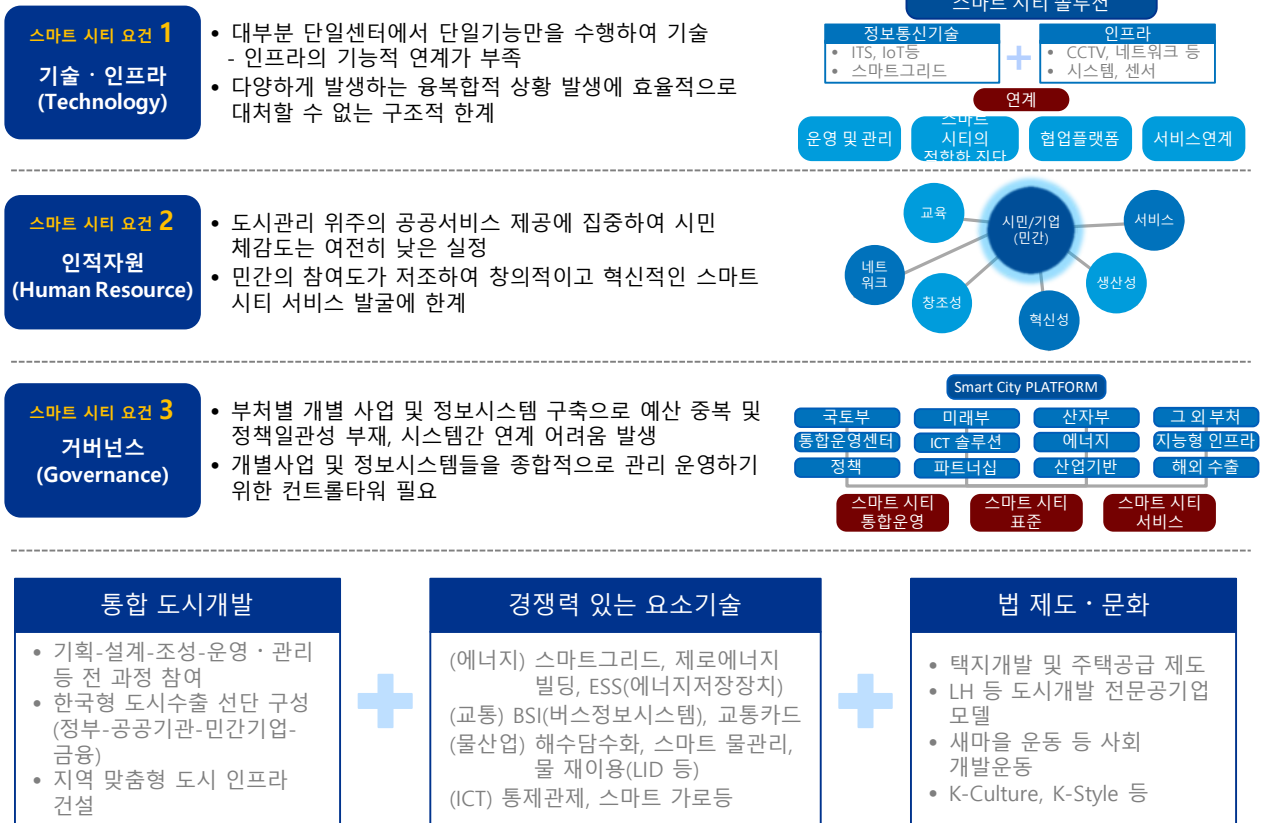 스마트 시티 요건 1
기술 · 인프라
(Technology)
• 대부분 단일센터에서 단일기능만을 수행하여 기술
- 인프라의 기능적 연계가 부족
• 다양하게 발생하는 융복합적 상황 발생에 효율적으로
대처할 수 없는 구조적 한계
스마트 시티 솔루션
정보통신기술
• ITS, IoT등
• 스마트그리드
인프라
• CCTV, 네트워크 등
• 시스템, 센서
연계
운영 및 관리
스마트
시티의
적합한 진단
협업플랫폼
서비스연계
스마트 시티 요건 2
인적자원
(Human Resource)
• 도시관리 위주의 공공서비스 제공에 집중하여 시민
체감도는 여전히 낮은 실정
• 민간의 참여도가 저조하여 창의적이고 혁신적인 스마트
시티 서비스 발굴에 한계
교육
시민/기업
(민간)
서비스
네트
워크
창조성
혁신성
생산성
스마트 시티 요건 3
거버넌스
(Governance)
• 부처별 개별 사업 및 정보시스템 구축으로 예산 중복 및
정책일관성 부재, 시스템간 연계 어려움 발생
• 개별사업 및 정보시스템들을 종합적으로 관리 운영하기
위한 컨트롤타워 필요
Smart City PLATFORM
국토부
미래부
산자부
그 외 부처
통합운영센터
ICT 솔루션
에너지
지능형 인프라
정책
파트너십
산업기반
해외 수출
스마트 시티
통합운영
스마트 시티
표준
스마트 시티
서비스
통합 도시개발
• 기획-설계-조성-운영 · 관리
등 전 과정 참여
• 한국형 도시수출 선단 구성
(정부-공공기관-민간기업-
금융)
• 지역 맞춤형 도시 인프라
건설
경쟁력 있는 요소기술
(에너지) 스마트그리드, 제로에너지
빌딩, ESS(에너지저장장치)
(교통) BSI(버스정보시스템), 교통카드
(물산업) 해수담수화, 스마트 물관리,
물 재이용(LID 등)
(ICT) 통제관제, 스마트 가로등
법 제도 · 문화
• 택지개발 및 주택공급 제도
• LH 등 도시개발 전문공기업
모델
• 새마을 운동 등 사회
개발운동
• K-Culture, K-Style 등